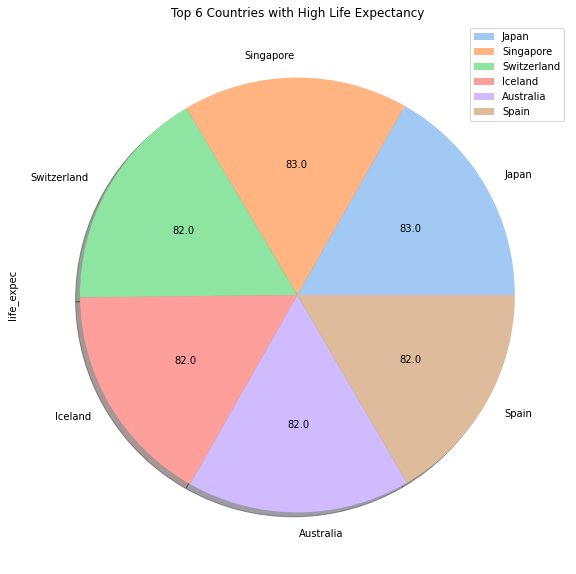 Top 6 Countries with High Life Expectancy
Japan
Singapore
Switzerland
Iceland
Australia
Spain
Singapore
Switzerland
Japan
83.0
83.0
82.0
life_expec
82.0
82.0
82.0
Iceland
Spain
Australia